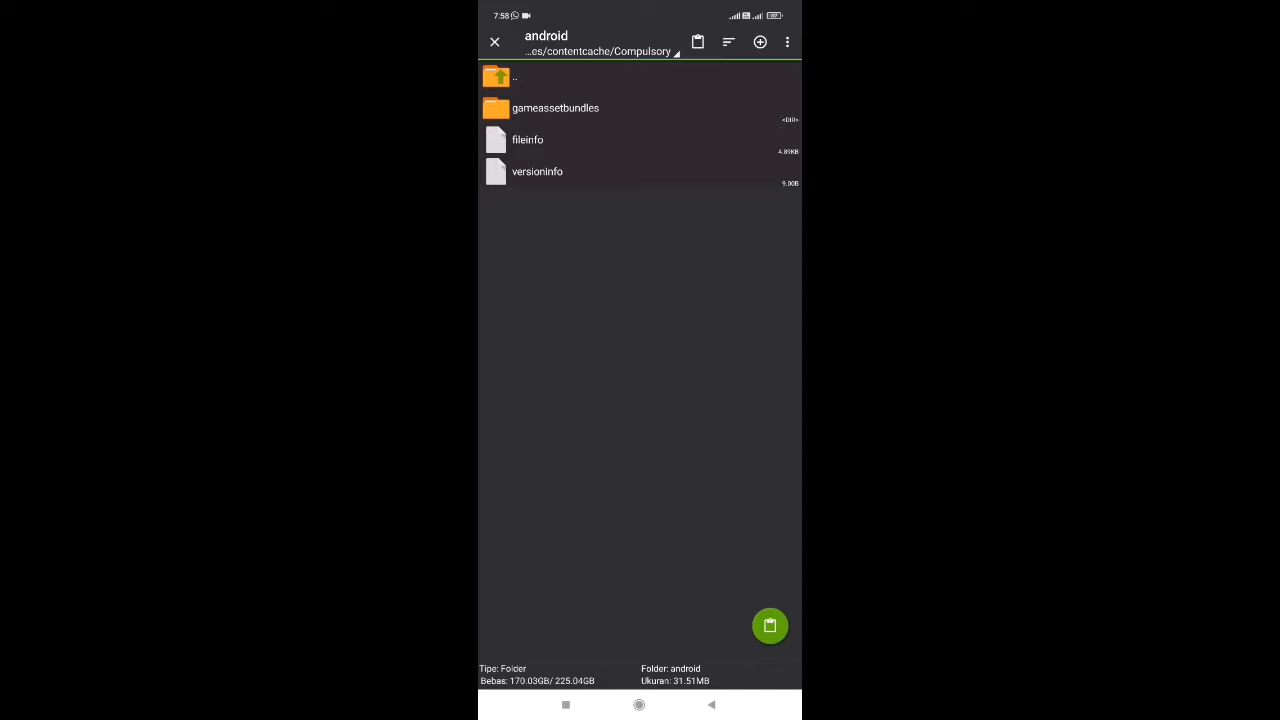 7:58
87
android
...es/contentcache/Compulsory
..
gameassetbundles
<DIR>
fileinfo
4.89KB
versioninfo
9.00B
Tipe: Folder
Folder: android
Bebas: 170.03GB/ 225.04GB
Ukuran: 31.51MB